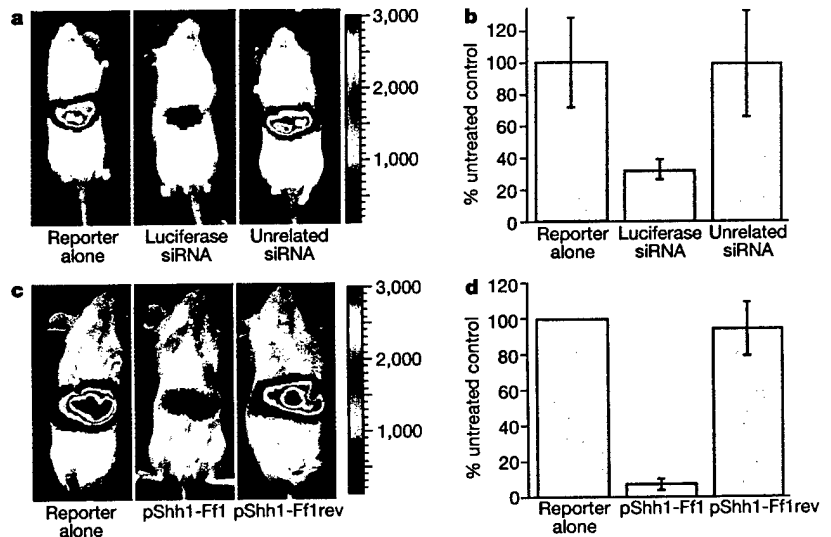 a
3,000
2,000
1,000
Reporter alone
Luciferase siRNA
Unrelated siRNA
b
% untreated control
120
100
80
60
40
20
0
Reporter alone
Luciferase siRNA
Unrelated siRNA
c
3,000
2,000
1,000
Reporter alone
pShh1-Ff1
pShh1-Ff1rev
d
% untreated control
120
100
80
60
40
20
0
Reporter alone
pShh1-Ff1
pShh1-Ff1rev